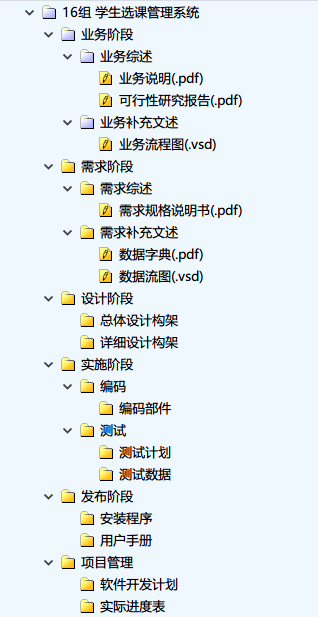 16组 学生选课管理系统
业务阶段
业务综述
业务说明(.pdf)
可行性研究报告(.pdf)
业务补充文述
业务流程图(.vsd)
需求阶段
需求综述
需求规格说明书(.pdf)
需求补充文述
数据字典(.pdf)
数据流图(.vsd)
设计阶段
总体设计构架
详细设计构架
实施阶段
编码
编码部件
测试
测试计划
测试数据
发布阶段
安装程序
用户手册
项目管理
软件开发计划
实际进度表